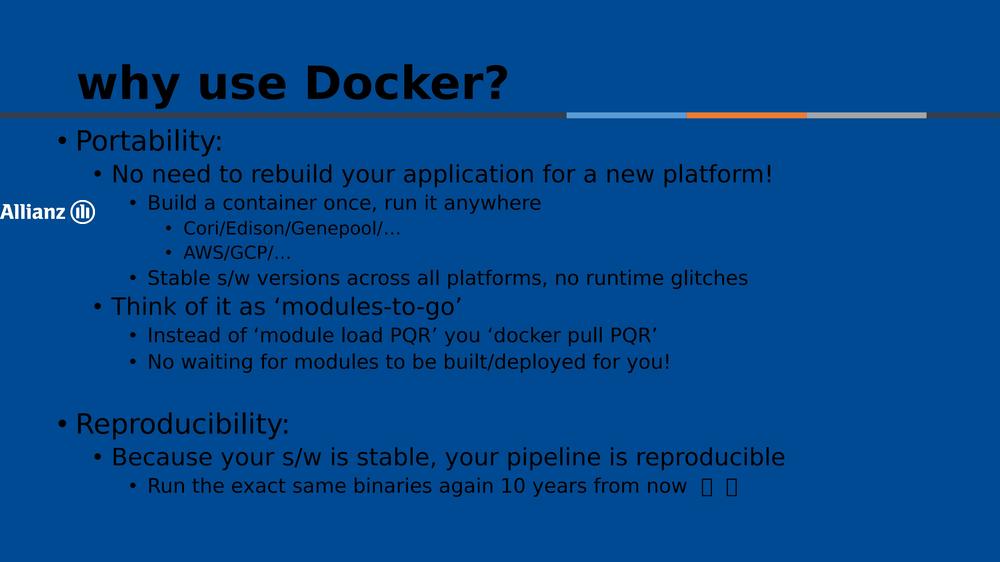 why use Docker?
• Portability:
• No need to rebuild your application for a new platform!
• Build a container once, run it anywhere
Allianz
• Cori/Edison/Genepool/…
• AWS/GCP/…
• Stable s/w versions across all platforms, no runtime glitches
• Think of it as ‘modules-to-go’
• Instead of ‘module load PQR’ you ‘docker pull PQR’
• No waiting for modules to be built/deployed for you!
• Reproducibility:
• Because your s/w is stable, your pipeline is reproducible
• Run the exact same binaries again 10 years from now